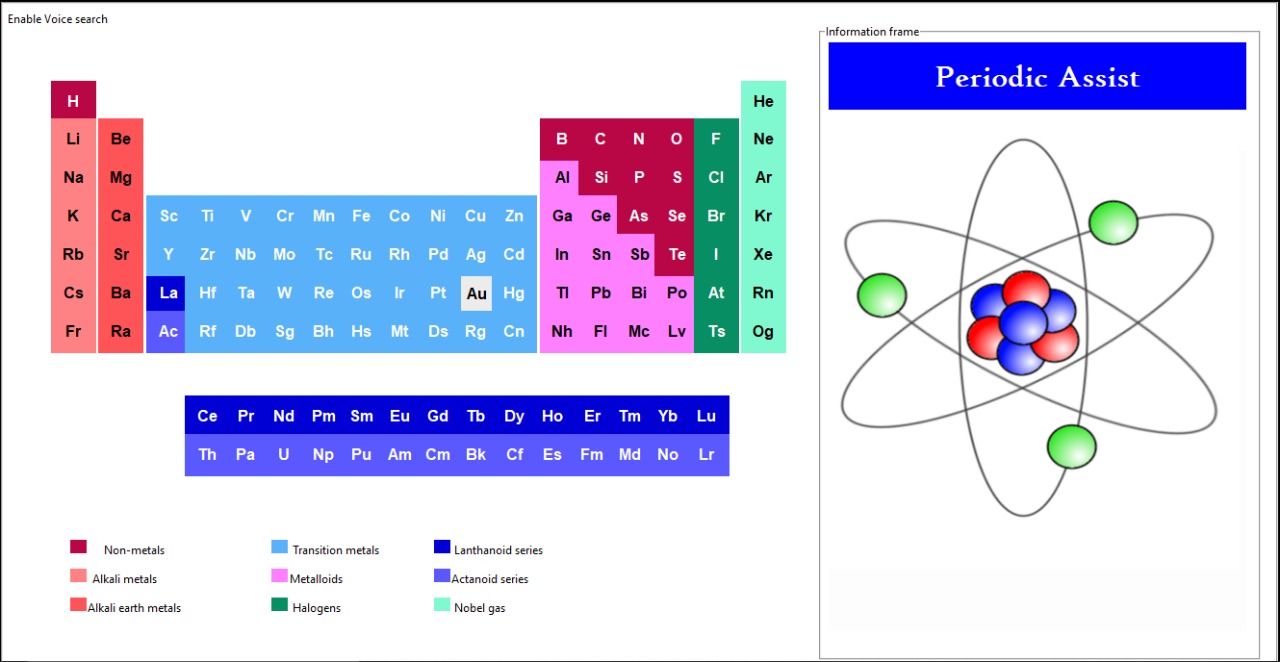 Enable Voice search
Information frame
Periodic Assist
H He
Li Be B C N O F Ne
Na Mg Al Si P S Cl Ar
K Ca Sc Ti V Cr Mn Fe Co Ni Cu Zn Ga Ge As Se Br Kr
Rb Sr Y Zr Nb Mo Tc Ru Rh Pd Ag Cd In Sn Sb Te I Xe
Cs Ba La Hf Ta W Re Os Ir Pt Au Hg Tl Pb Bi Po At Rn
Fr Ra Ac Rf Db Sg Bh Hs Mt Ds Rg Cn Nh Fl Mc Lv Ts Og
Ce Pr Nd Pm Sm Eu Gd Tb Dy Ho Er Tm Yb Lu
Th Pa U Np Pu Am Cm Bk Cf Es Fm Md No Lr
Non-metals Transition metals Lanthanoid series
Alkali metals Metalloids Actanoid series
Alkali earth metals Halogens Nobel gas